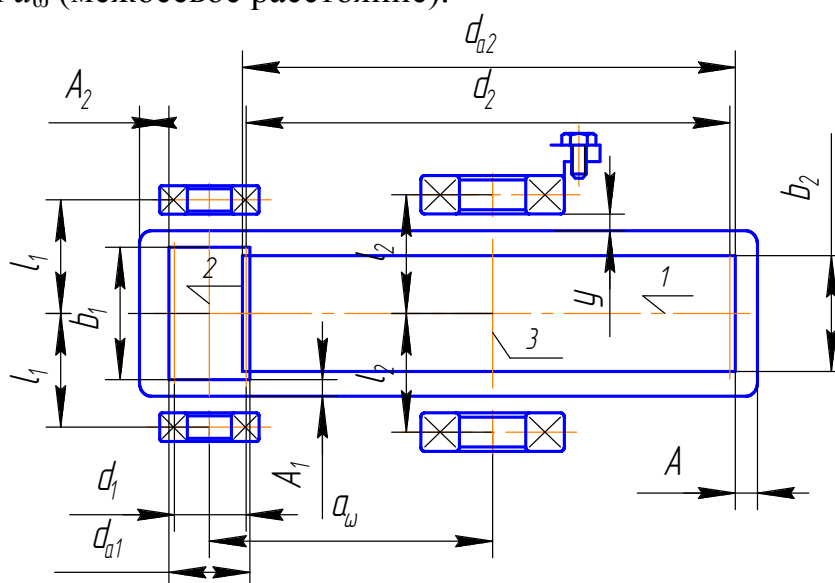 a_ω (межосевое расстояние).
d_a2
A_2
d_2
b_2
l_1
2
l_2
1
b_1
y
3
l_1
l_2
A_1
A
d_1
a_ω
d_a1